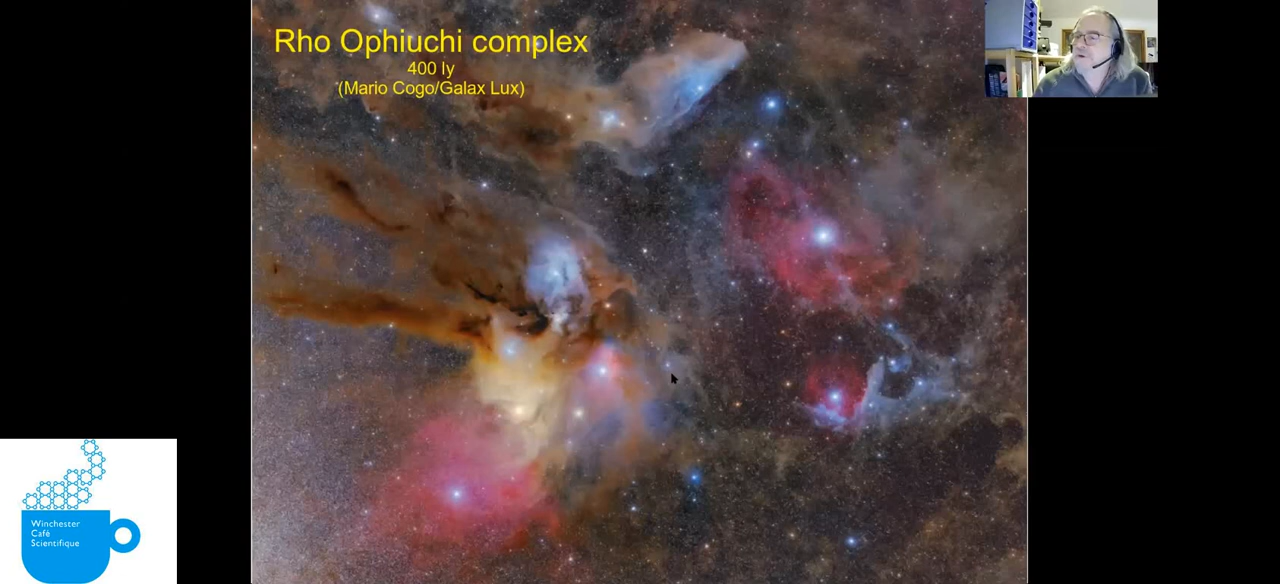 Rho Ophiuchi complex
400 ly
(Mario Cogo/Galax Lux)
Winchester
Café
Scientifique